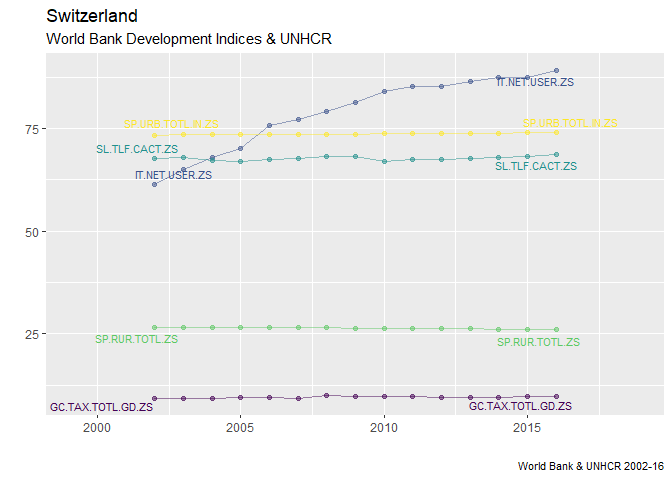 Switzerland
World Bank Development Indices & UNHCR
IT.NET.USER.ZS
SP.URB.TOTL.IN.ZS
SP.URB.TOTL.IN.ZS
75
SL.TLF.CACT.ZS
SL.TLF.CACT.ZS
IT.NET.USER.ZS
50
25
SP.RUR.TOTL.ZS
SP.RUR.TOTL.ZS
GC.TAX.TOTL.GD.ZS
GC.TAX.TOTL.GD.ZS
2000
2005
2010
2015
World Bank & UNHCR 2002-16